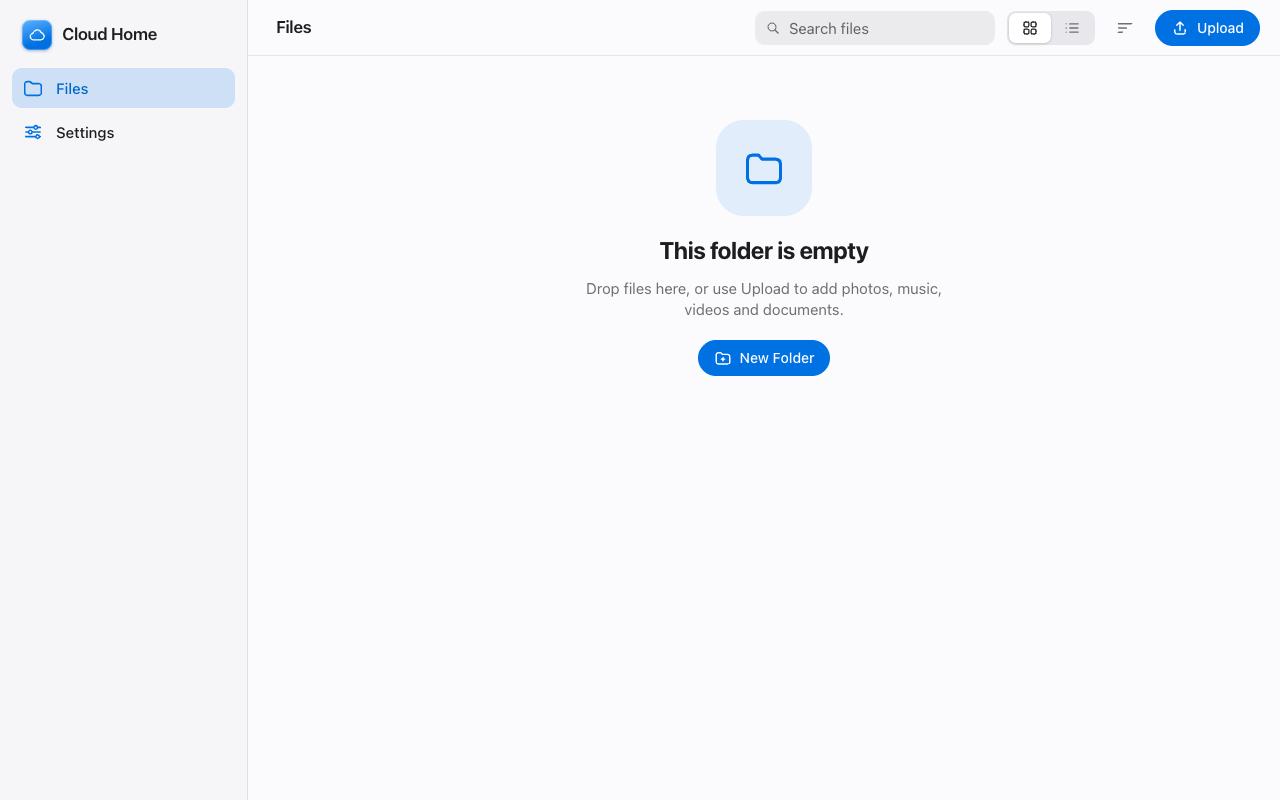 Cloud Home
Files
Settings
Files
Search files
Upload
This folder is empty
Drop files here, or use Upload to add photos, music,
videos and documents.
New Folder